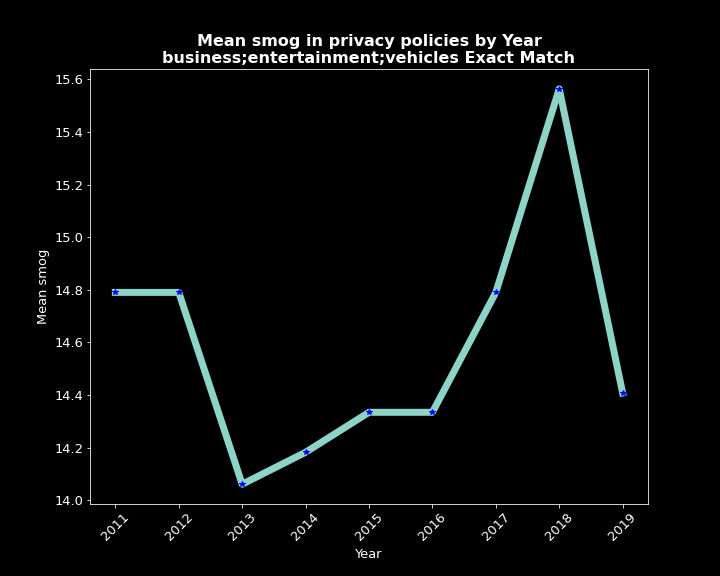 Mean smog in privacy policies by Year
business;entertainment;vehicles Exact Match
15.6
15.4
15.2
15.0
14.8
14.6
14.4
14.2
14.0
Mean smog
2011 2012 2013 2014 2015 2016 2017 2018 2019
Year